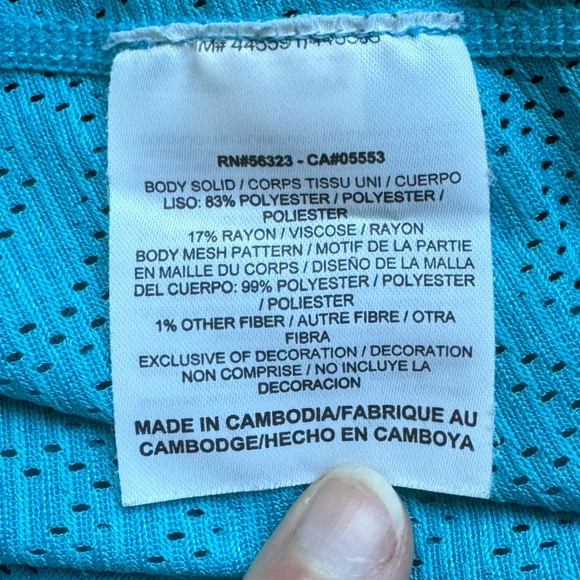 RN#56323 - CA#05553
BODY SOLID / CORPS TISSU UNI / CUERPO
LISO: 83% POLYESTER / POLYESTER /
POLIESTER
17% RAYON / VISCOSE / RAYON
BODY MESH PATTERN / MOTIF DE LA PARTIE
EN MAILLE DU CORPS / DISEÑO DE LA MALLA
DEL CUERPO: 99% POLYESTER / POLYESTER
/ POLIESTER
1% OTHER FIBER / AUTRE FIBRE / OTRA
FIBRA
EXCLUSIVE OF DECORATION / DECORATION
NON COMPRISE / NO INCLUYE LA
DECORACION
MADE IN CAMBODIA/FABRIQUE AU
CAMBODGE/HECHO EN CAMBOYA